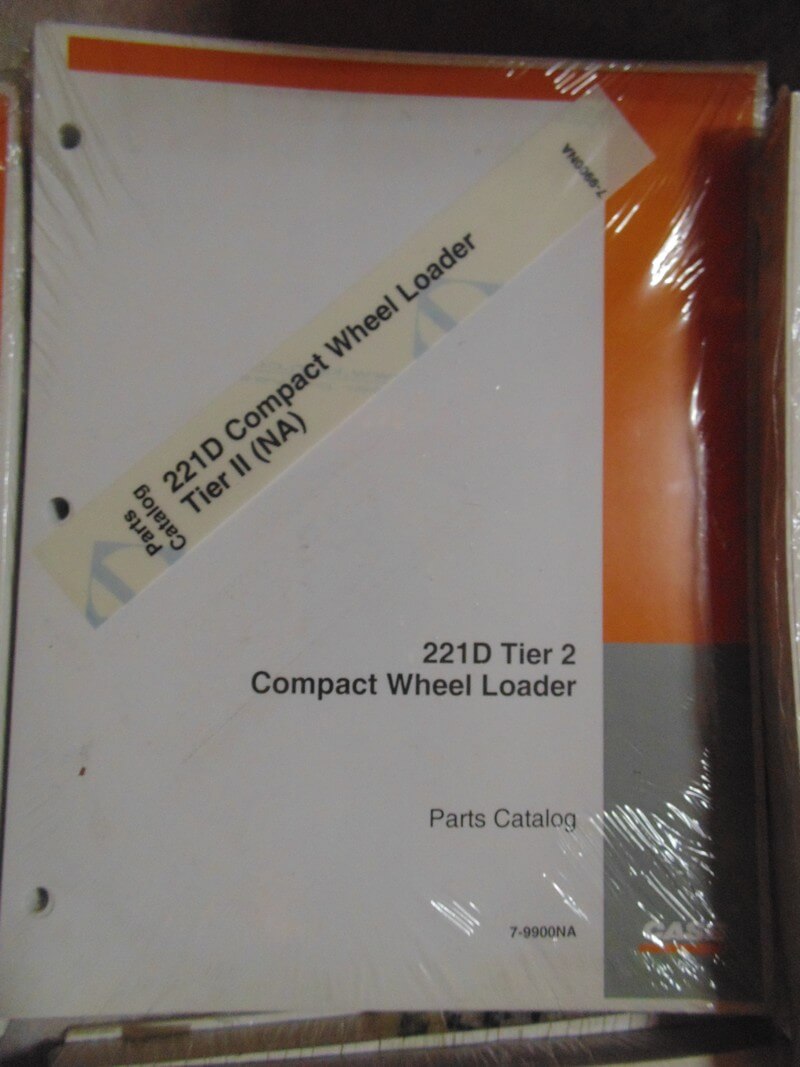 7-9900NA
Parts
Catalog
221D Compact Wheel Loader
Tier II (NA)
221D Tier 2
Compact Wheel Loader
Parts Catalog
7-9900NA
CASE